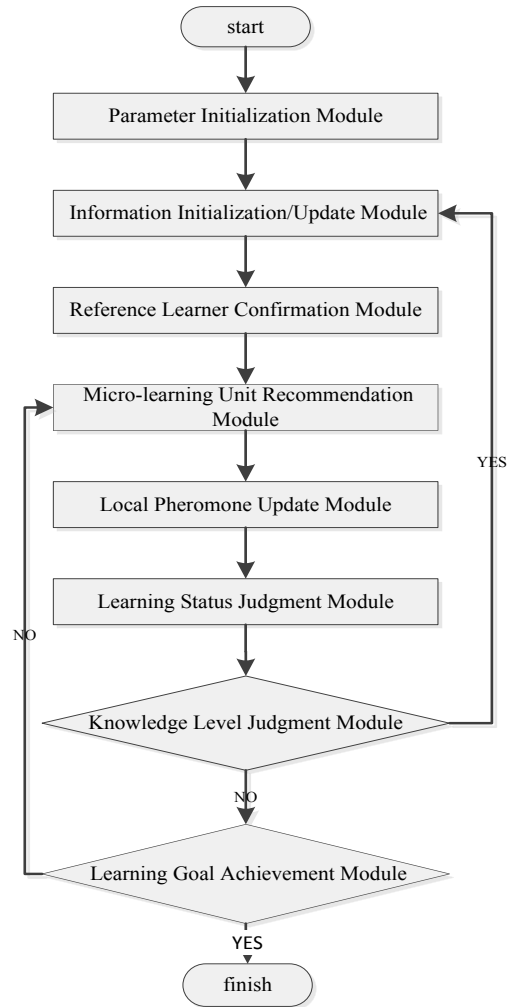 start
Parameter Initialization Module
Information Initialization/Update Module
Reference Learner Confirmation Module
Micro-learning Unit Recommendation
Module
YES
Local Pheromone Update Module
Learning Status Judgment Module
NO
Knowledge Level Judgment Module
NO
Learning Goal Achievement Module
YES
finish